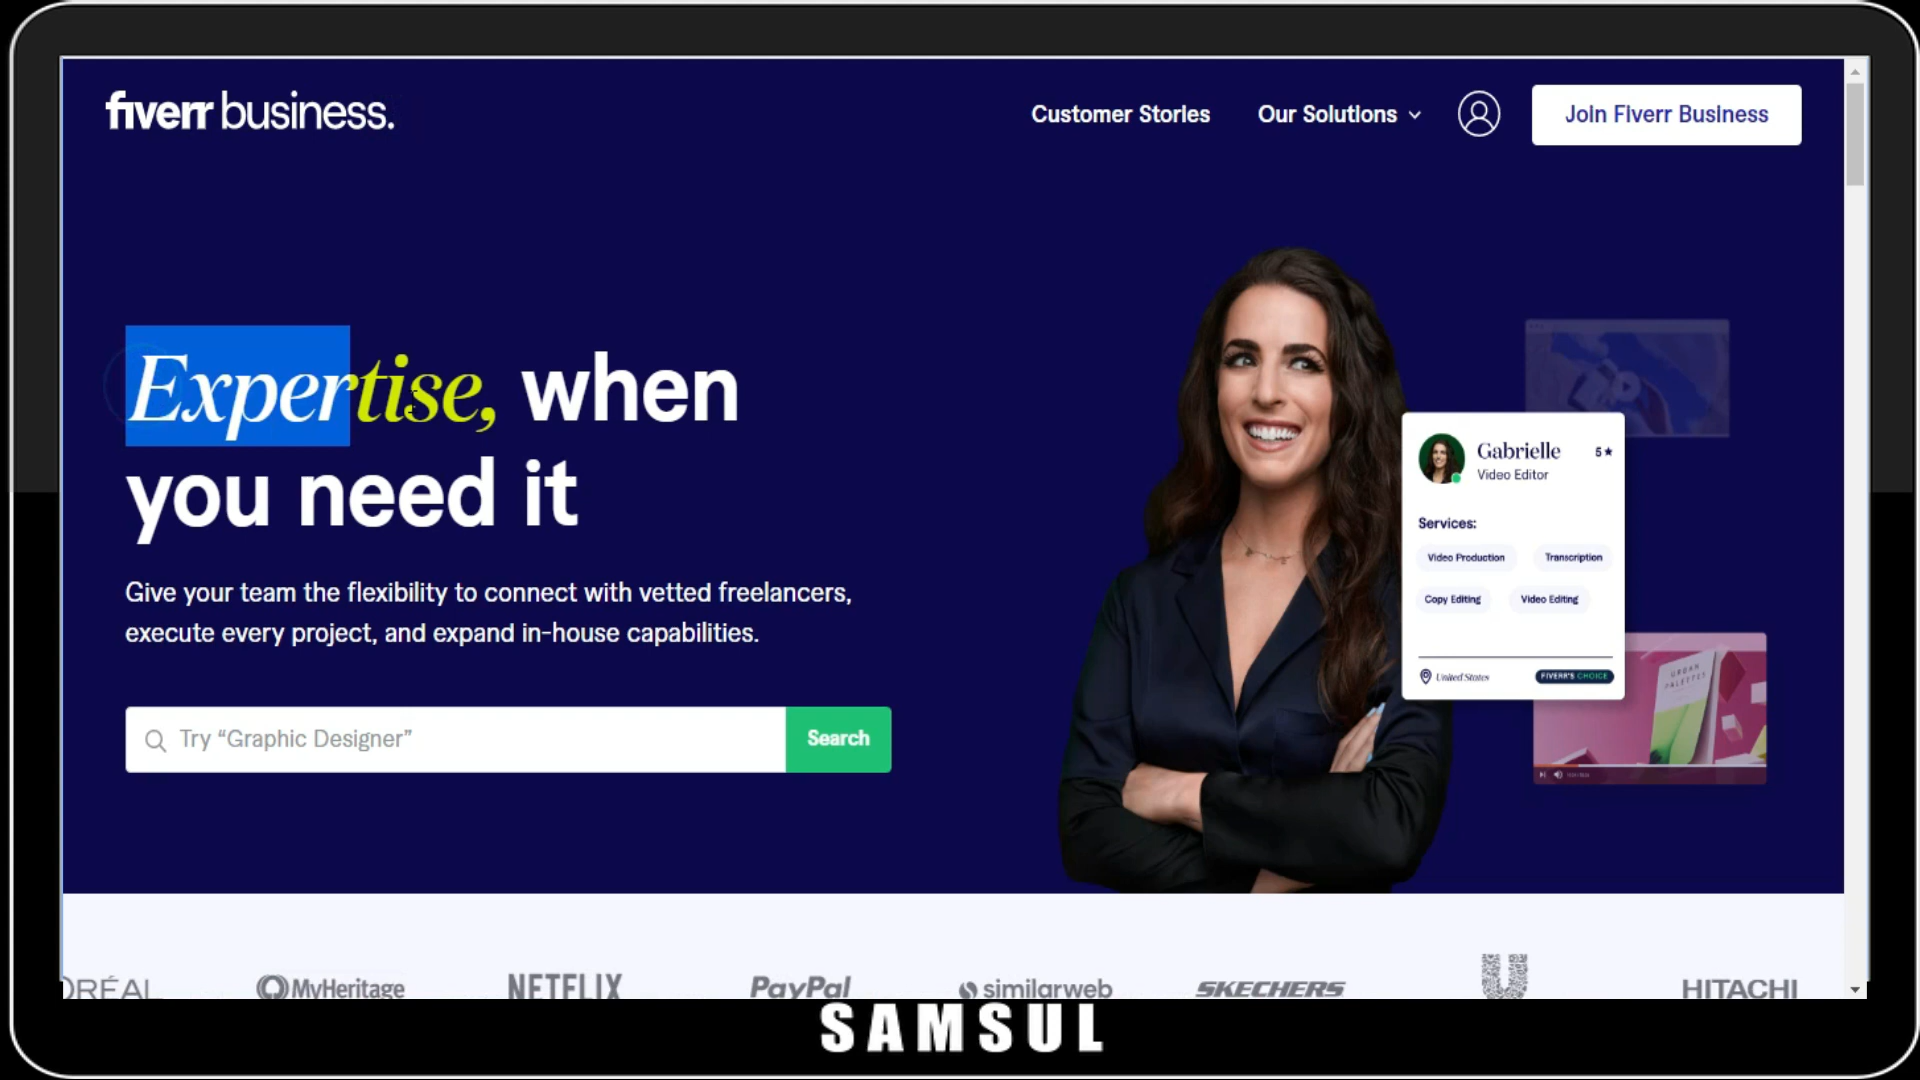 fiverr business.
Customer Stories
Our Solutions
Join Fiverr Business
Expertise, when
you need it
Give your team the flexibility to connect with vetted freelancers,
execute every project, and expand in-house capabilities.
Try “Graphic Designer”
Search
Gabrielle
5★
Video Editor
Services:
Video Production
Transcription
Copy Editing
Video Editing
United States
FIVERR'S CHOICE
URBAN
PALETTES
ORÉAL
MyHeritage
NETFLIX
PayPal
similarweb
SKECHERS
HITACHI
SAMSUL